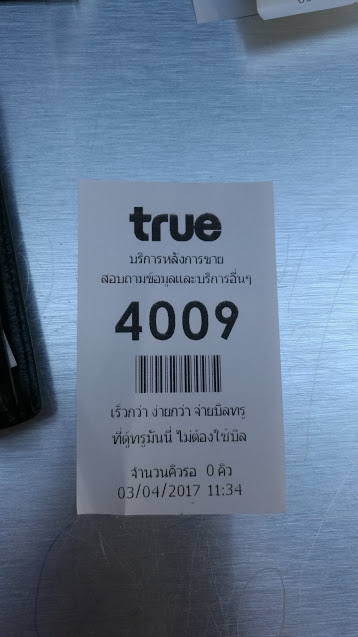 true
บริการหลังการขาย
สอบถามข้อมูลและบริการอื่นๆ
4009
เร็วกว่า ง่ายกว่า จ่ายบิลทรู
ที่ตู้ทรูมันนี่ ไม่ต้องใช้บิล
จำนวนคิวรอ 0 คิว
03/04/2017 11:34